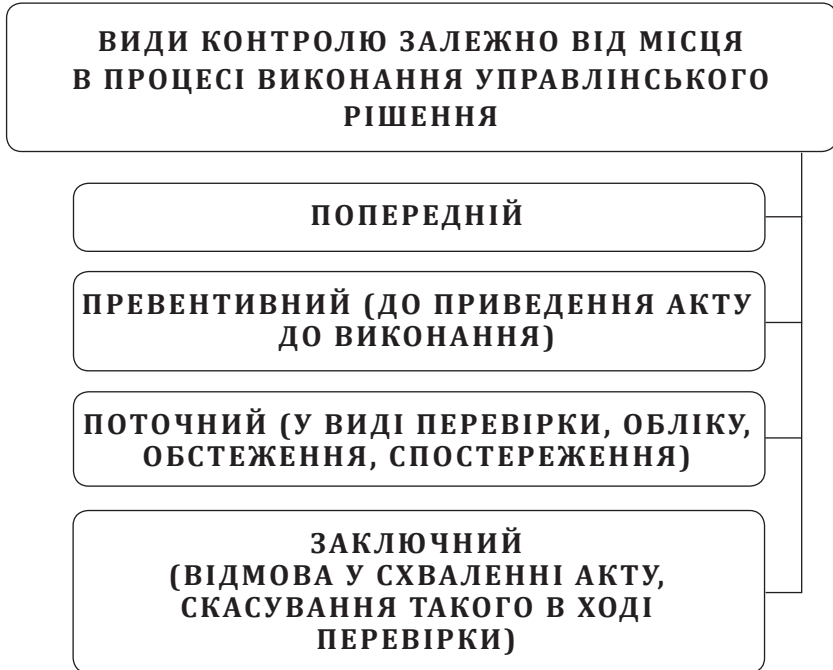 ВИДИ КОНТРОЛЮ ЗАЛЕЖНО ВІД МІСЦЯ
В ПРОЦЕСІ ВИКОНАННЯ УПРАВЛІНСЬКОГО
РІШЕННЯ
ПОПЕРЕДНІЙ
ПРЕВЕНТИВНИЙ (ДО ПРИВЕДЕННЯ АКТУ
ДО ВИКОНАННЯ)
ПОТОЧНИЙ (У ВИДІ ПЕРЕВІРКИ, ОБЛІКУ,
ОБСТЕЖЕННЯ, СПОСТЕРЕЖЕННЯ)
ЗАКЛЮЧНИЙ
(ВІДМОВА У СХВАЛЕННІ АКТУ,
СКАСУВАННЯ ТАКОГО В ХОДІ
ПЕРЕВІРКИ)